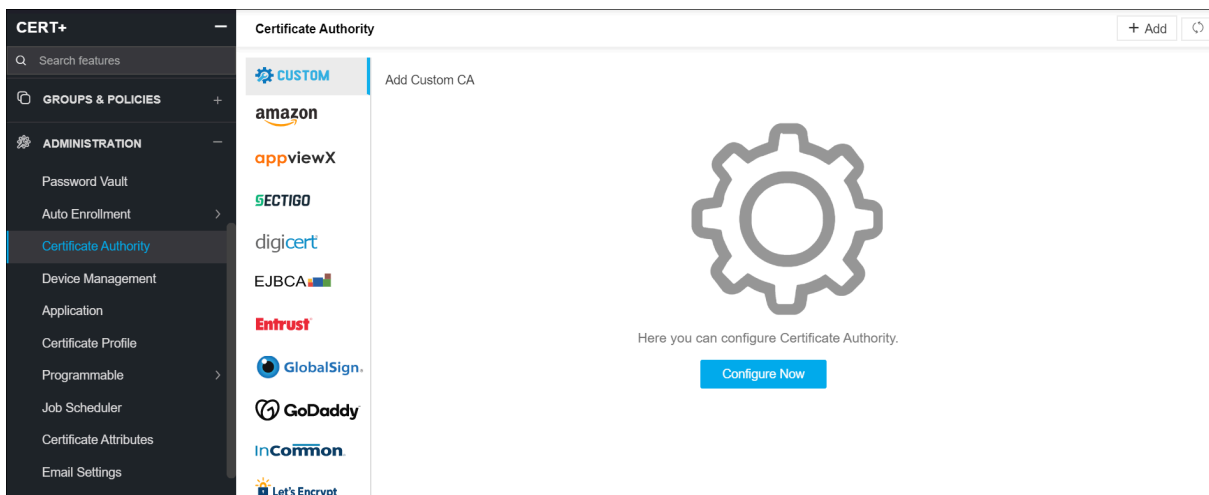 CERT+
Search features
GROUPS & POLICIES
ADMINISTRATION
Password Vault
Auto Enrollment
Certificate Authority
Device Management
Application
Certificate Profile
Programmable
Job Scheduler
Certificate Attributes
Email Settings
Certificate Authority
+ Add
CUSTOM
amazon
appviewX
SECTIGO
digicert
EJBCA
Entrust
GlobalSign.
GoDaddy
InCommon.
Let's Encrypt
Add Custom CA
Here you can configure Certificate Authority.
Configure Now